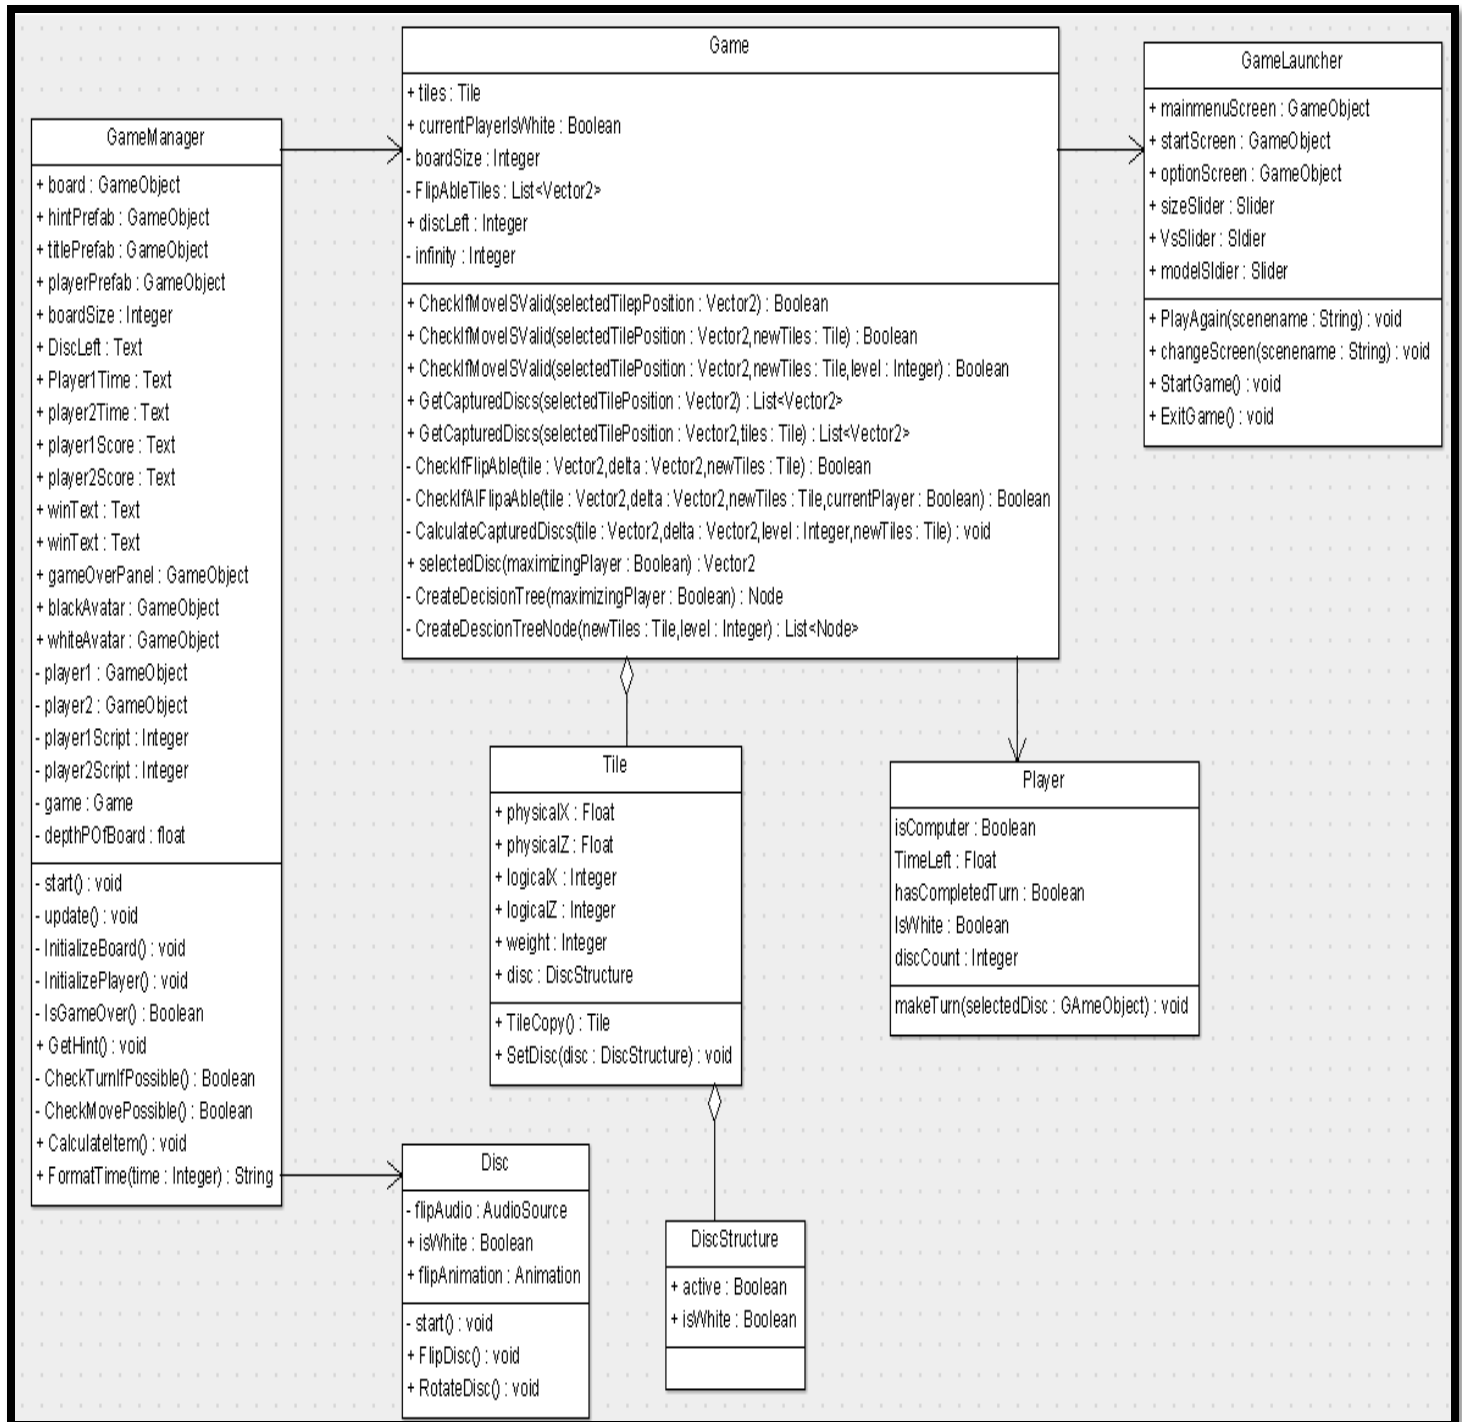 GameManager
+ board : GameObject
+ hintPrefab : GameObject
+ titlePrefab : GameObject
+ playerPrefab : GameObject
+ boardSize : Integer
+ DiscLeft : Text
+ Player1Time : Text
+ player2Time : Text
+ player1Score : Text
+ player2Score : Text
+ winText : Text
+ winText : Text
+ gameOverPanel : GameObject
+ blackAvatar : GameObject
+ whiteAvatar : GameObject
- player1 : GameObject
- player2 : GameObject
- player1Script : Integer
- player2Script : Integer
- game : Game
- depthPOfBoard : float
- start() : void
- update() : void
- InitializeBoard() : void
- InitializePlayer() : void
- IsGameOver() : Boolean
+ GetHint() : void
- CheckTurnIfPossible() : Boolean
- CheckMovePossible() : Boolean
+ CalculateItem() : void
+ FormatTime(time : Integer) : String
Game
+ tiles : Tile
+ currentPlayerIsWhite : Boolean
- boardSize : Integer
- FlipAbleTiles : List<Vector2>
+ discLeft : Integer
- infinity : Integer
+ CheckIfMoveISValid(selectedTilepPosition : Vector2) : Boolean
+ CheckIfMoveISValid(selectedTilePosition : Vector2,newTiles : Tile) : Boolean
+ CheckIfMoveISValid(selectedTilePosition : Vector2,newTiles : Tile,level : Integer) : Boolean
+ GetCapturedDiscs(selectedTilePosition : Vector2) : List<Vector2>
+ GetCapturedDiscs(selectedTilePosition : Vector2,tiles : Tile) : List<Vector2>
- CheckIfFlipAble(tile : Vector2,delta : Vector2,newTiles : Tile) : Boolean
- CheckIfAIFlipaAble(tile : Vector2,delta : Vector2,newTiles : Tile,currentPlayer : Boolean) : Boolean
- CalculateCapturedDiscs(tile : Vector2,delta : Vector2,level : Integer,newTiles : Tile) : void
+ selectedDisc(maximizingPlayer : Boolean) : Vector2
- CreateDecisionTree(maximizingPlayer : Boolean) : Node
- CreateDescionTreeNode(newTiles : Tile,level : Integer) : List<Node>
GameLauncher
+ mainmenuScreen : GameObject
+ startScreen : GameObject
+ optionScreen : GameObject
+ sizeSlider : Slider
+ VsSlider : Sldier
+ modelSldier : Slider
+ PlayAgain(scenename : String) : void
+ changeScreen(scenename : String) : void
+ StartGame() : void
+ ExitGame() : void
Tile
+ physicalX : Float
+ physicalZ : Float
+ logicalX : Integer
+ logicalZ : Integer
+ weight : Integer
+ disc : DiscStructure
+ TileCopy() : Tile
+ SetDisc(disc : DiscStructure) : void
Player
isComputer : Boolean
TimeLeft : Float
hasCompletedTurn : Boolean
IsWhite : Boolean
discCount : Integer
makeTurn(selectedDisc : GAmeObject) : void
Disc
- flipAudio : AudioSource
+ isWhite : Boolean
+ flipAnimation : Animation
- start() : void
+ FlipDisc() : void
+ RotateDisc() : void
DiscStructure
+ active : Boolean
+ isWhite : Boolean